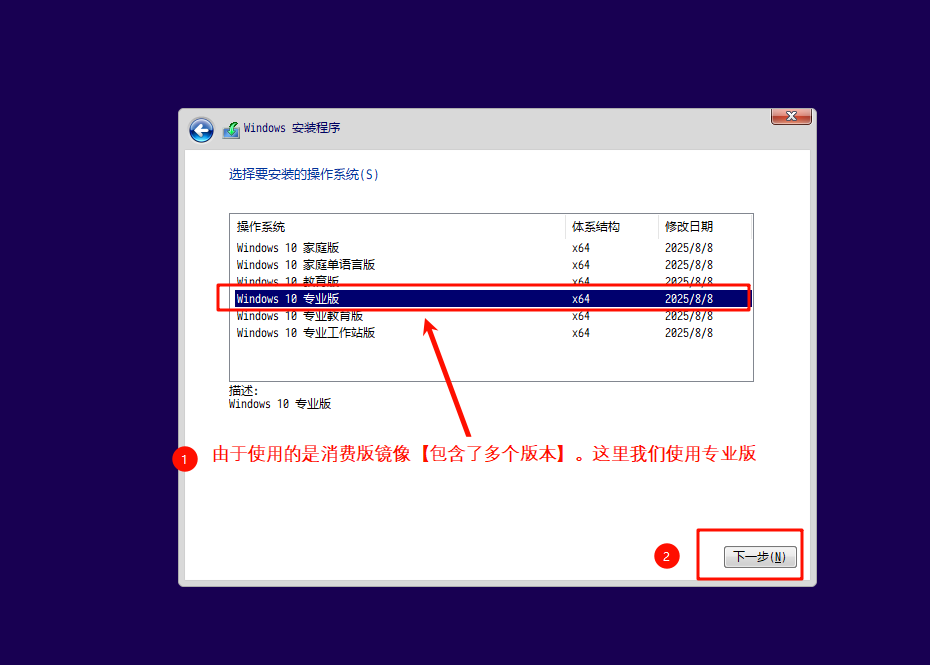 Windows 安装程序
选择要安装的操作系统(S)
操作系统 体系结构 修改日期
Windows 10 家庭版 x64 2025/8/8
Windows 10 家庭单语言版 x64 2025/8/8
Windows 10 教育版 x64 2025/8/8
Windows 10 专业版 x64 2025/8/8
Windows 10 专业教育版 x64 2025/8/8
Windows 10 专业工作站版 x64 2025/8/8
描述:
Windows 10 专业版
1 由于使用的是消费版镜像【包含了多个版本】。这里我们使用专业版
2 下一步(N)